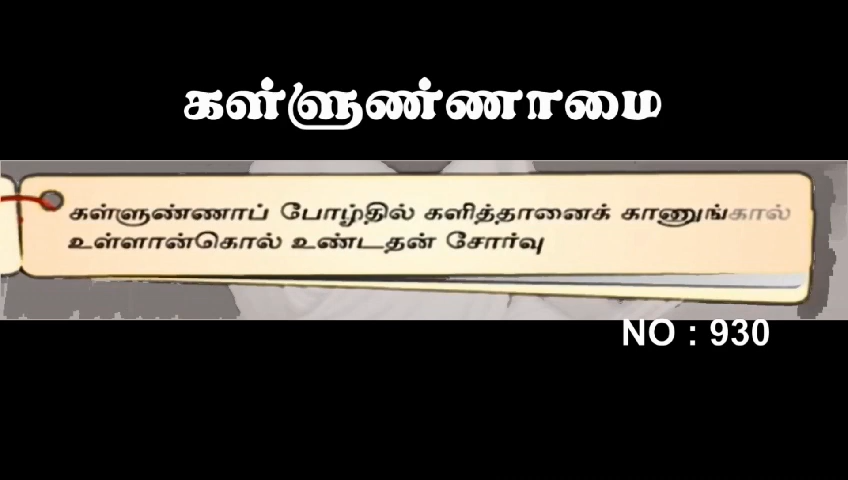 கள்ளுண்ணாமை
கள்ளுண்ணாப் போழ்தில் களித்தானைக் காணுங்கால்
உள்ளான்கொல் உண்டதன் சோர்வு
NO : 930